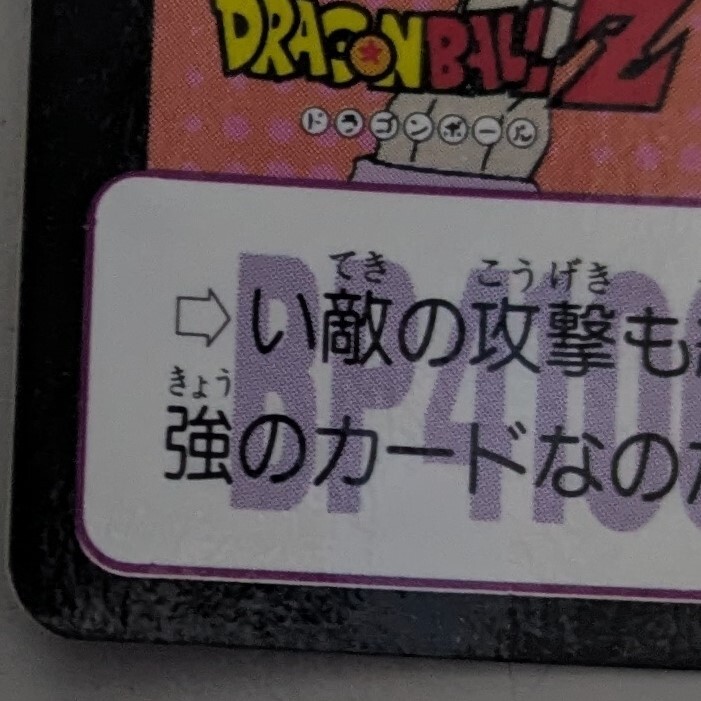 DRAGON BALL Z
ドラゴンボール
てき こうげき
⇨い敵の攻撃も
きょう
強のカードなの
BP410